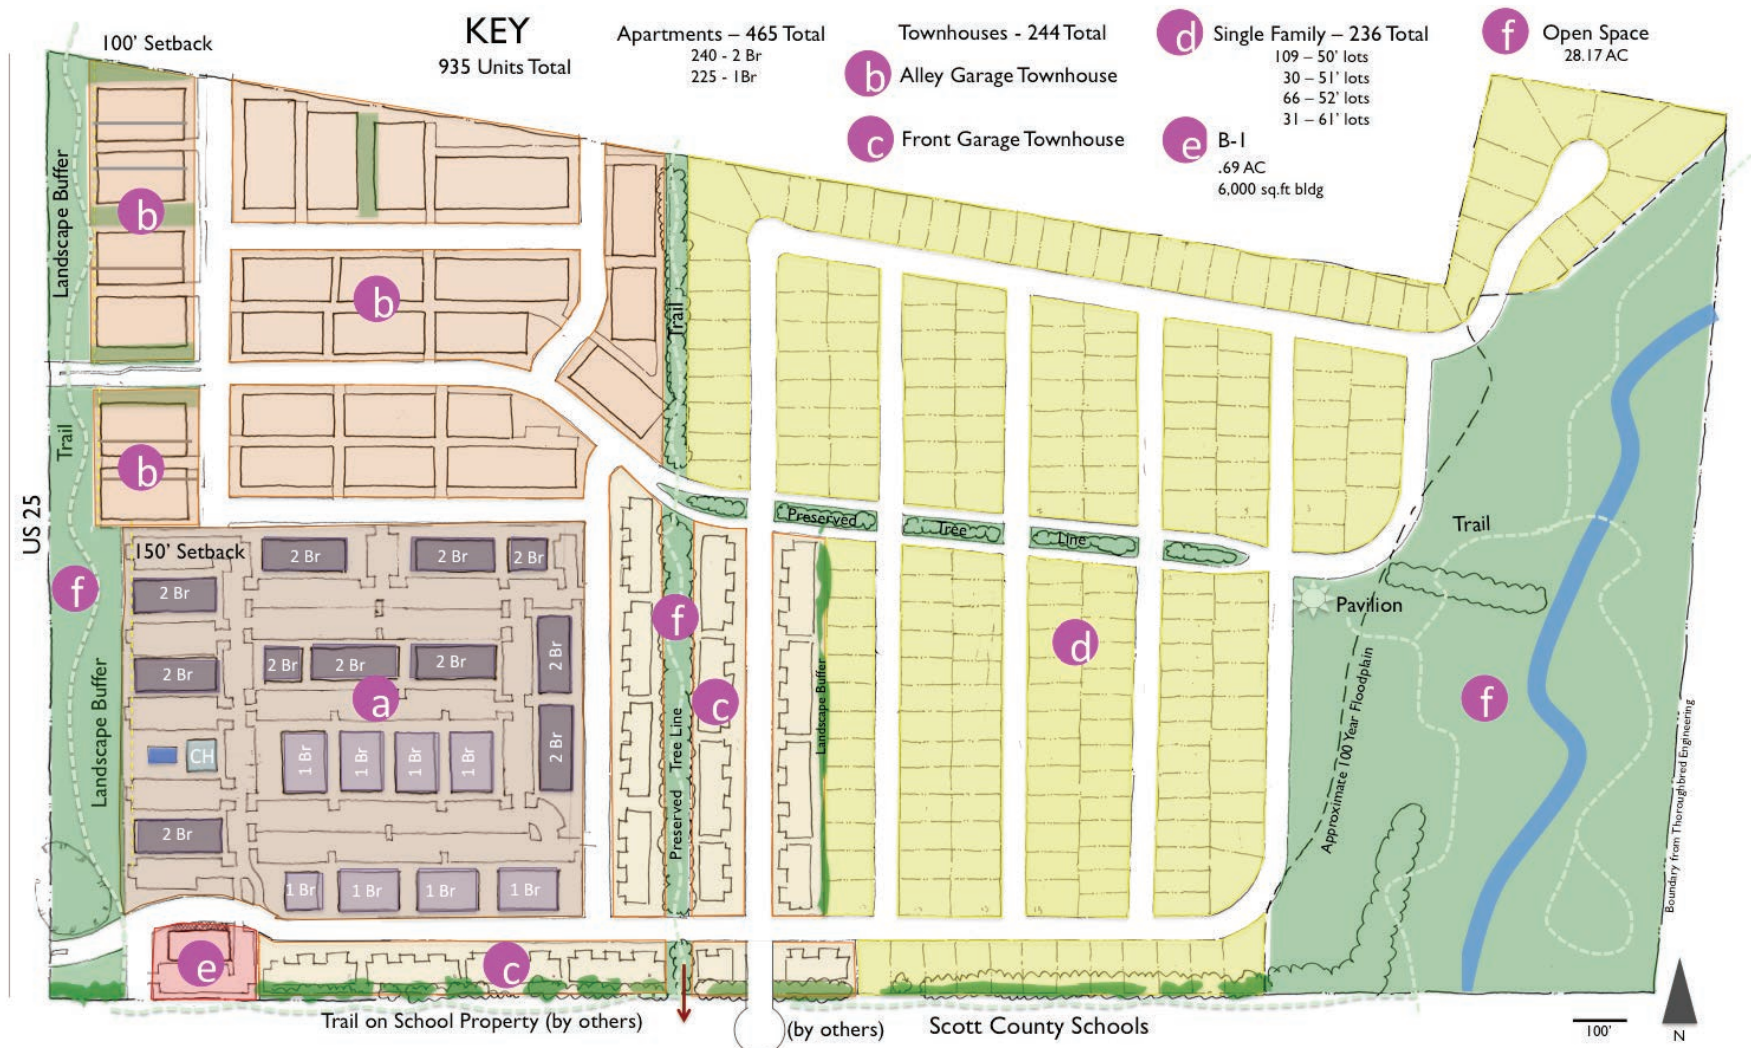 100' Setback
KEY
935 Units Total
Apartments – 465 Total
240 - 2 Br
225 - 1Br
Townhouses - 244 Total
b Alley Garage Townhouse
c Front Garage Townhouse
d Single Family – 236 Total
109 – 50' lots
30 – 51' lots
66 – 52' lots
31 – 61' lots
e B-1
.69 AC
6,000 sq.ft bldg
f Open Space
28.17 AC
Landscape Buffer
b
b
Trail
Trail
b
US 25
f
Landscape Buffer
150' Setback
2 Br
2 Br
2 Br
2 Br
2 Br
2 Br
2 Br
2 Br
2 Br
2 Br
2 Br
a
CH
1 Br
1 Br
1 Br
1 Br
1 Br
1 Br
1 Br
1 Br
Preserved
Tree
Line
f
c
Preserved Tree Line
Landscape Buffer
d
Trail
Pavilion
Approximate 100 Year Floodplain
f
Boundary from Thoroughbred Engineering
e
c
Trail on School Property (by others)
(by others)
Scott County Schools
100'
N